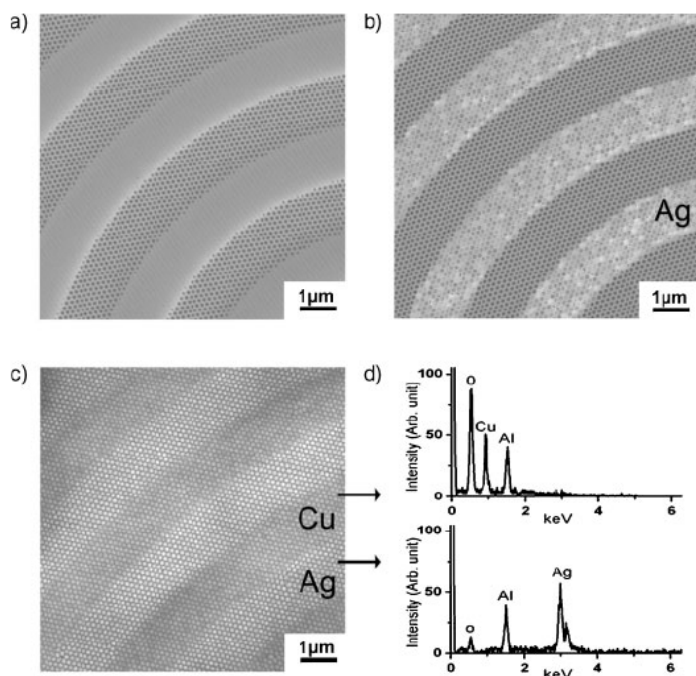 a)
1μm
b)
Ag
1μm
c)
Cu
Ag
1μm
d)
100
50
0
Intensity (Arb. unit)
O
Cu
Al
0 2 4 6
keV
100
50
0
Intensity (Arb. unit)
O
Al
Ag
0 2 4 6
keV